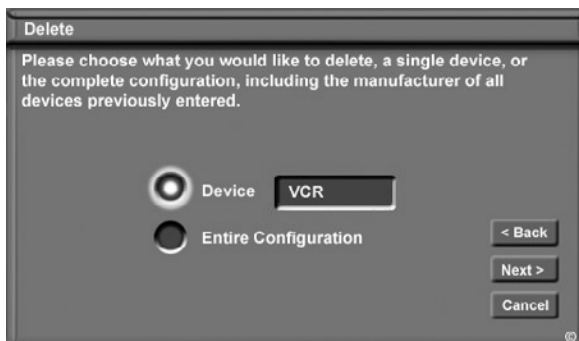 Delete
Please choose what you would like to delete, a single device, or
the complete configuration, including the manufacturer of all
devices previously entered.
Device VCR
Entire Configuration
< Back
Next >
Cancel
©